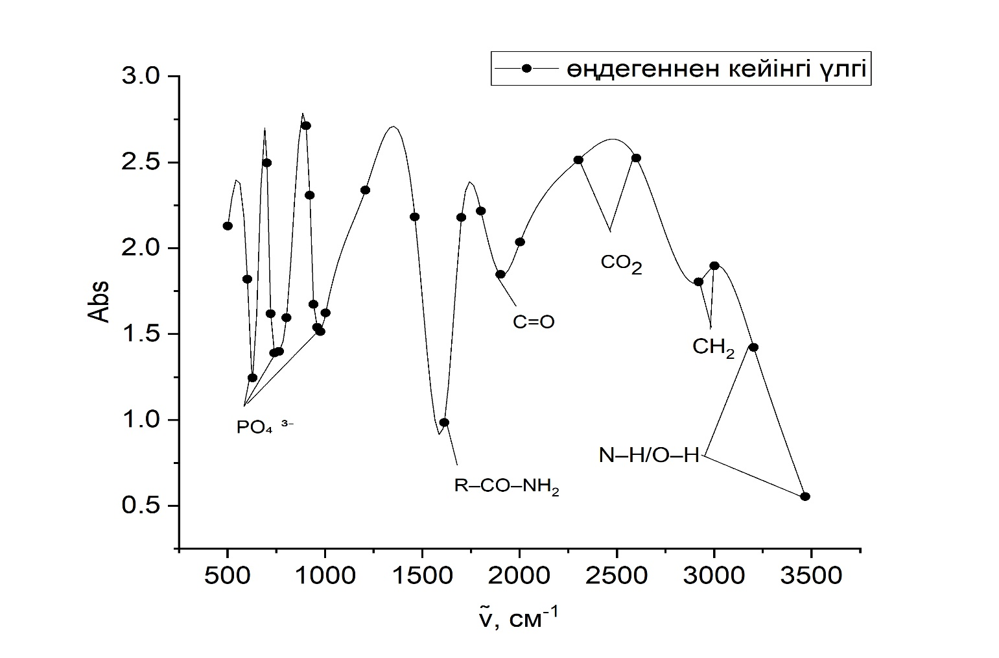 өңдегеннен кейінгі үлгі
3.0
2.5
2.0
1.5
1.0
0.5
Abs
CO2
C=O
CH2
PO₄ ³⁻
N–H/O–H
R–CO–NH2
500 1000 1500 2000 2500 3000 3500
ṽ, см-1